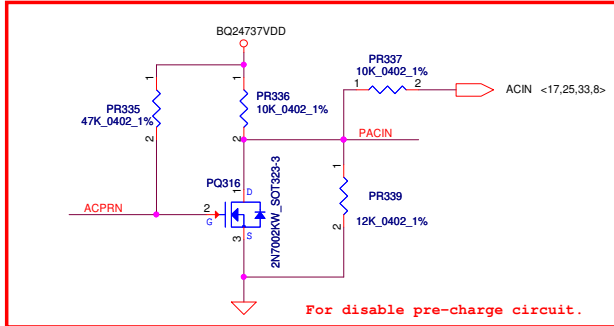 BQ24737VDD
PR337
10K_0402_1%
1
2
ACIN <17,25,33,8>
1
PR335
47K_0402_1%
2
1
PR336
10K_0402_1%
2
PACIN
PQ316
1
D
2
G
3
S
2N7002KW_SOT323-3
ACPRN
1
PR339
12K_0402_1%
2
For disable pre-charge circuit.